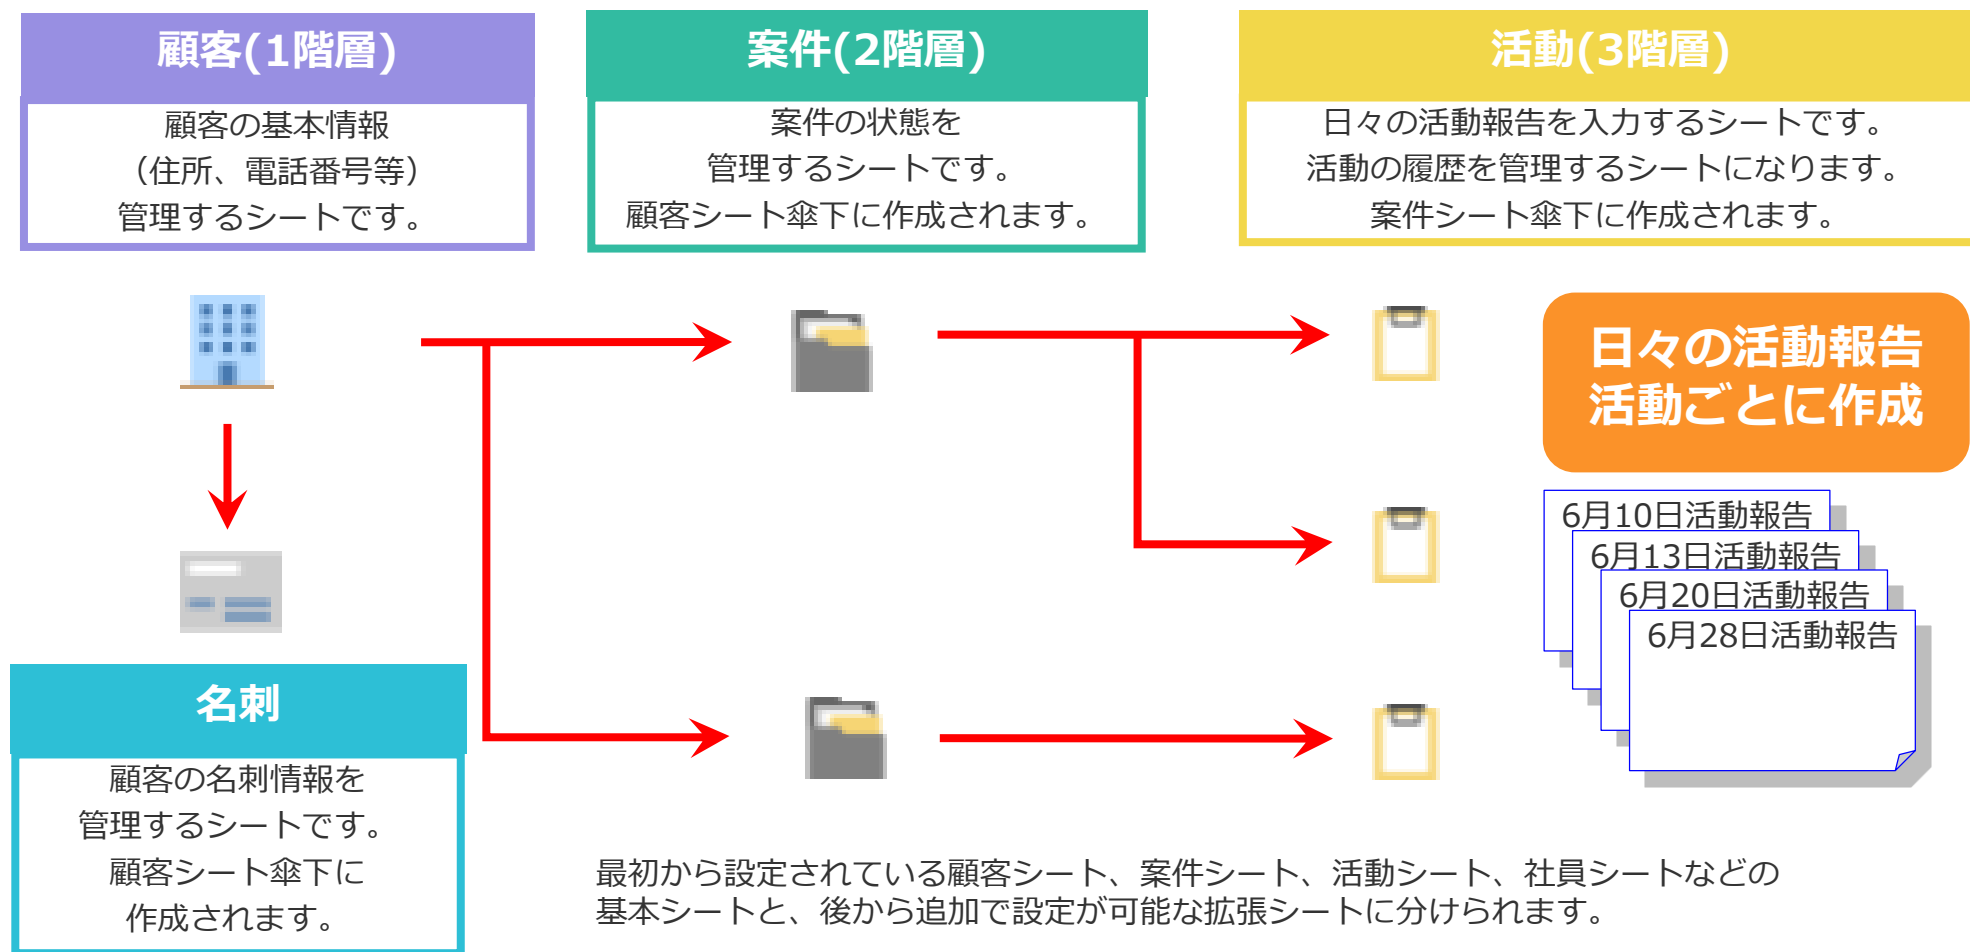 顧客(1階層)
顧客の基本情報
（住所、電話番号等）
管理するシートです。
案件(2階層)
案件の状態を
管理するシートです。
顧客シート傘下に作成されます。
活動(3階層)
日々の活動報告を入力するシートです。
活動の履歴を管理するシートになります。
案件シート傘下に作成されます。
日々の活動報告
活動ごとに作成
6月10日活動報告
6月13日活動報告
6月20日活動報告
6月28日活動報告
名刺
顧客の名刺情報を
管理するシートです。
顧客シート傘下に
作成されます。
最初から設定されている顧客シート、案件シート、活動シート、社員シートなどの
基本シートと、後から追加で設定が可能な拡張シートに分けられます。